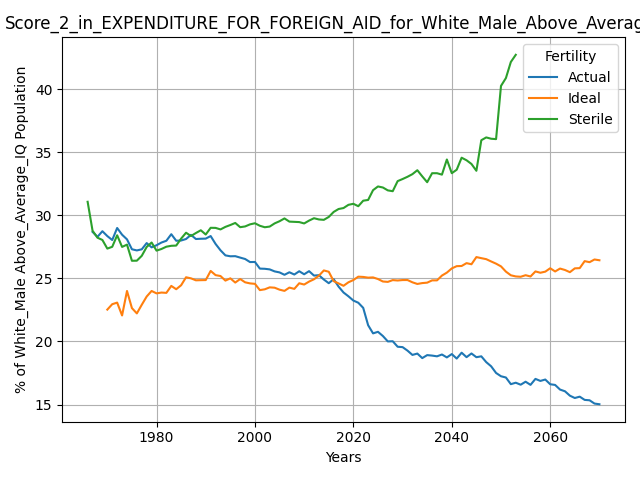 Score_2_in_EXPENDITURE_FOR_FOREIGN_AID_for_White_Male_Above_Averag
Fertility
Actual
Ideal
Sterile
% of White_Male Above_Average_IQ Population
40
35
30
25
20
15
1980 2000 2020 2040 2060
Years